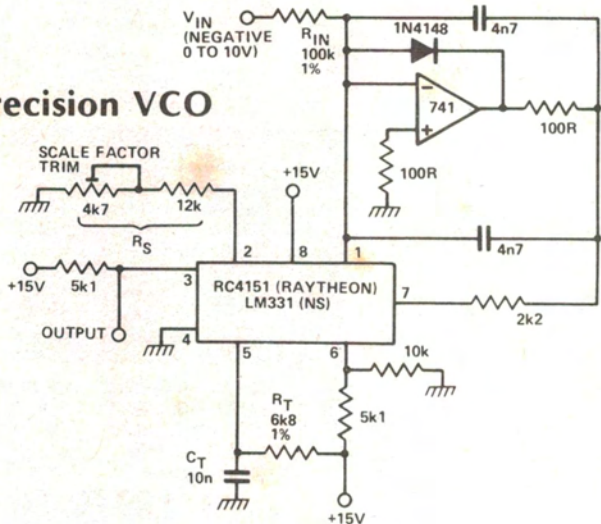 V_IN
(NEGATIVE
0 TO 10V)
R_IN
100k
1%
1N4148
4n7
recision VCO
−
741
+
100R
100R
SCALE FACTOR
TRIM
4k7
12k
R_S
+15V
+15V
5k1
OUTPUT
2
8
1
3
RC4151 (RAYTHEON)
LM331 (NS)
7
4
5
6
4n7
2k2
10k
R_T
6k8
1%
5k1
C_T
10n
+15V